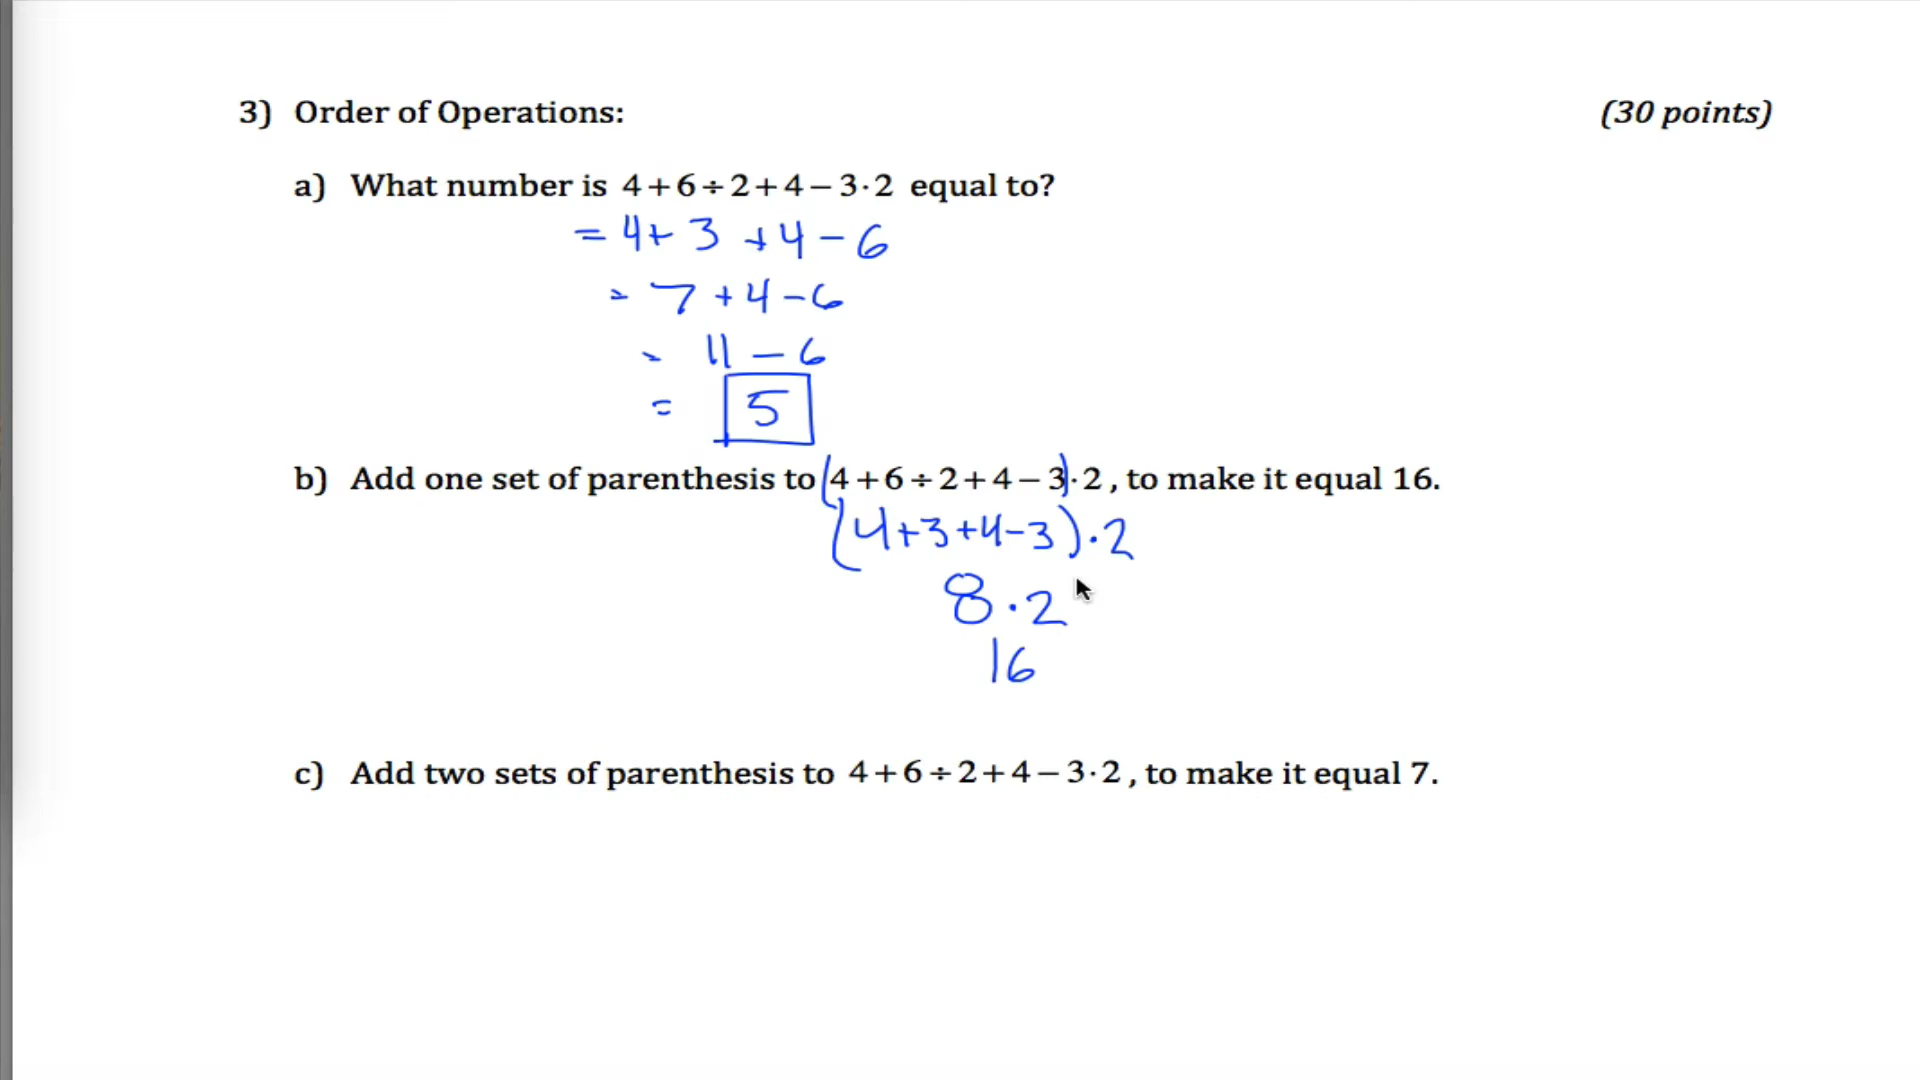 3) Order of Operations: (30 points)
a) What number is 4+6÷2+4−3·2 equal to?
= 4+3+4−6
= 7+4−6
= 11−6
= 5
b) Add one set of parenthesis to (4+6÷2+4−3)·2, to make it equal 16.
(4+3+4−3)·2
8·2
16
c) Add two sets of parenthesis to 4+6÷2+4−3·2, to make it equal 7.